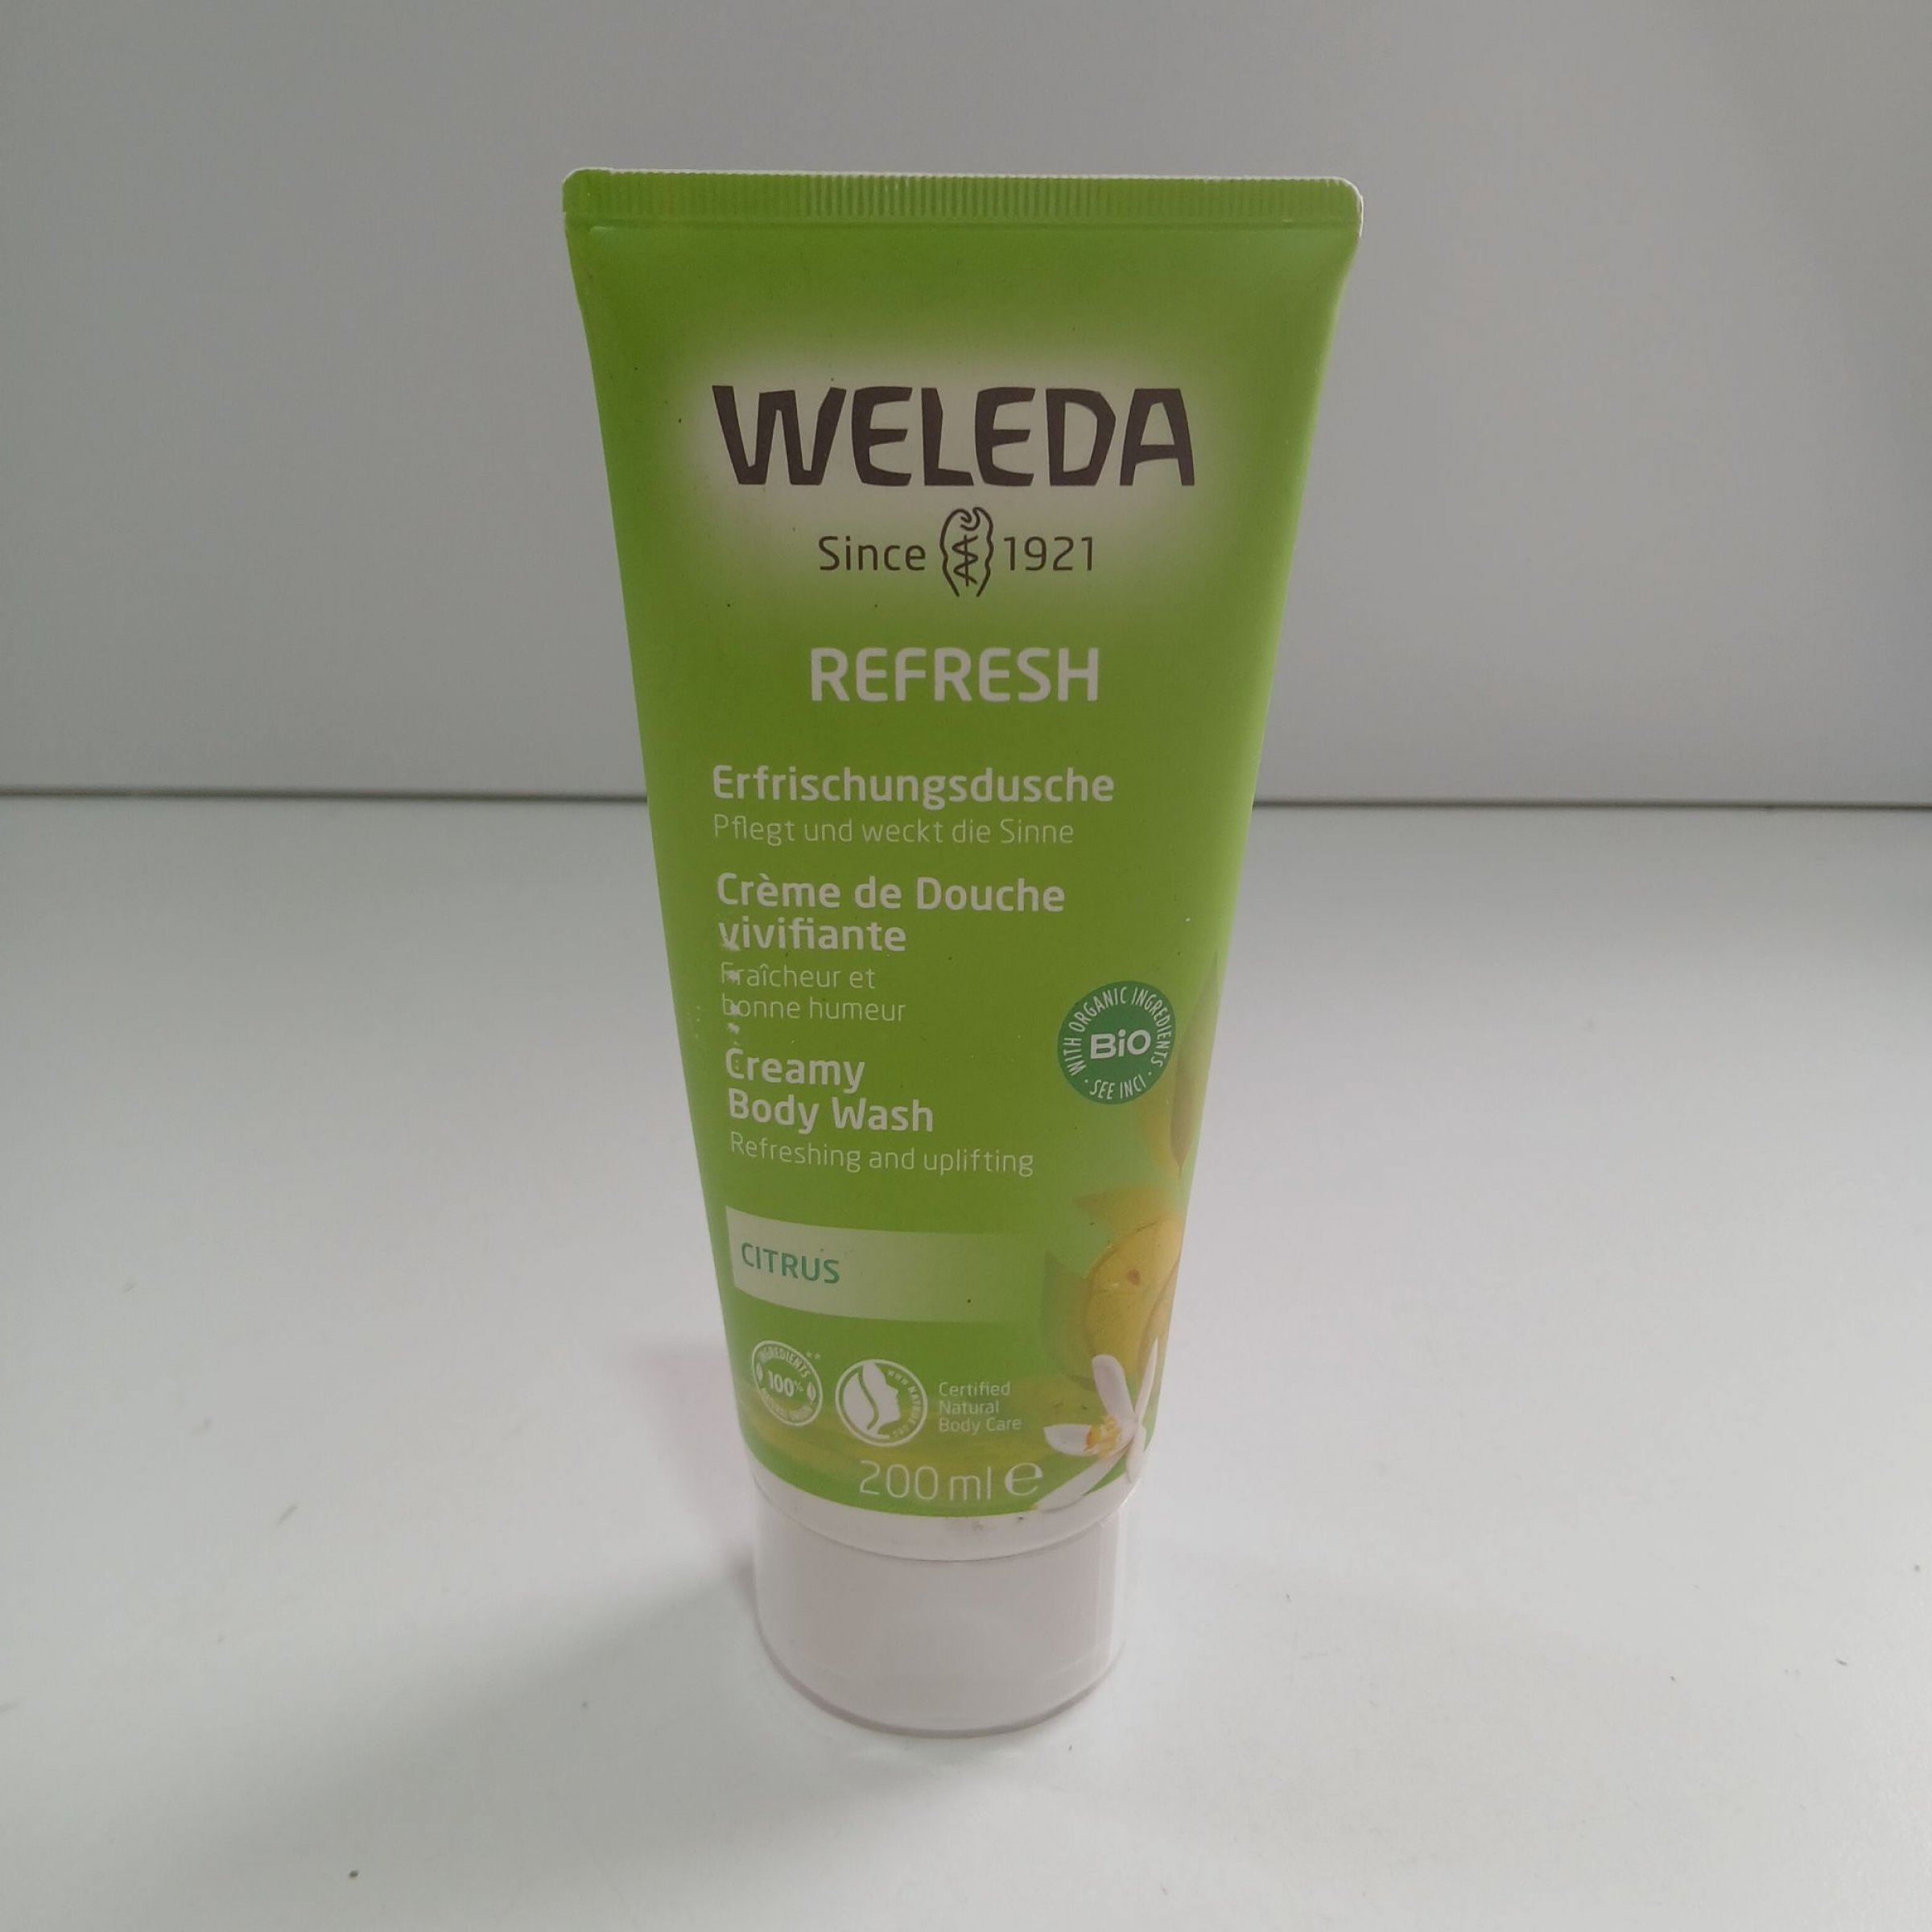 WELEDA
Since 1921
REFRESH
Erfrischungsdusche
Pflegt und weckt die Sinne
Crème de Douche
vivifiante
Fraîcheur et
bonne humeur
WITH ORGANIC INGREDIENTS
BiO
· SEE INCI ·
Creamy
Body Wash
Refreshing and uplifting
CITRUS
INGREDIENTS **
100%
Certified
Natural
Body Care
200 ml e